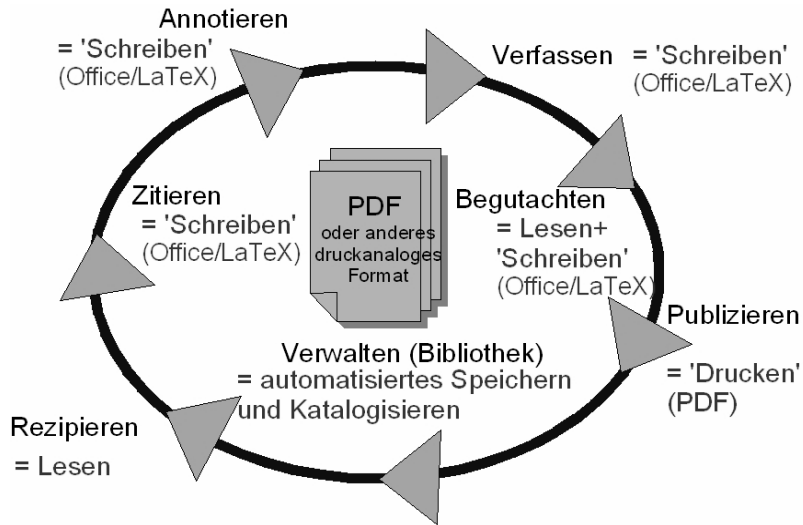 Annotieren
= 'Schreiben'
(Office/LaTeX)
Verfassen = 'Schreiben'
(Office/LaTeX)
Zitieren
= 'Schreiben'
(Office/LaTeX)
PDF
oder anderes
druckanaloges
Format
Begutachten
= Lesen+
'Schreiben'
(Office/LaTeX)
Publizieren
= 'Drucken'
(PDF)
Verwalten (Bibliothek)
= automatisiertes Speichern
und Katalogisieren
Rezipieren
= Lesen